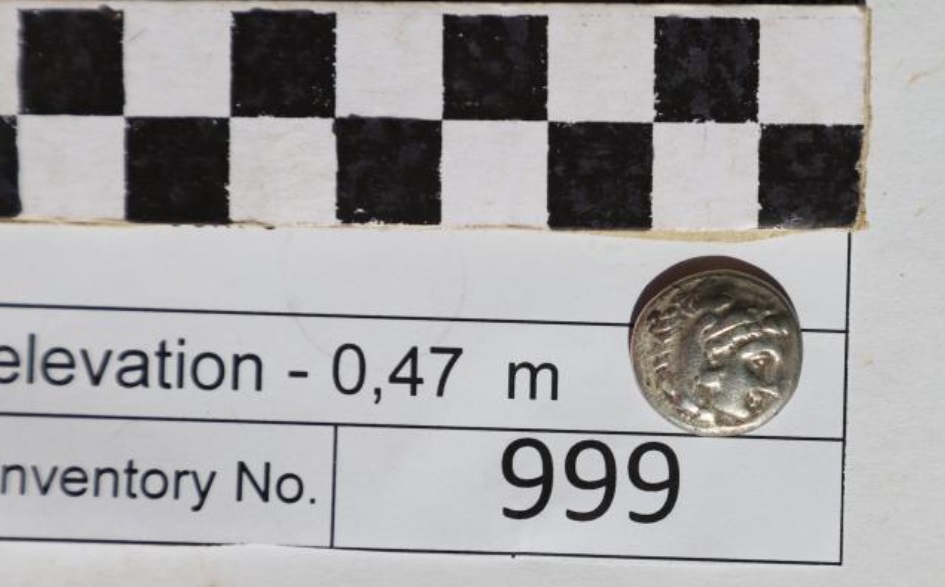 elevation - 0,47 m
nventory No. 999